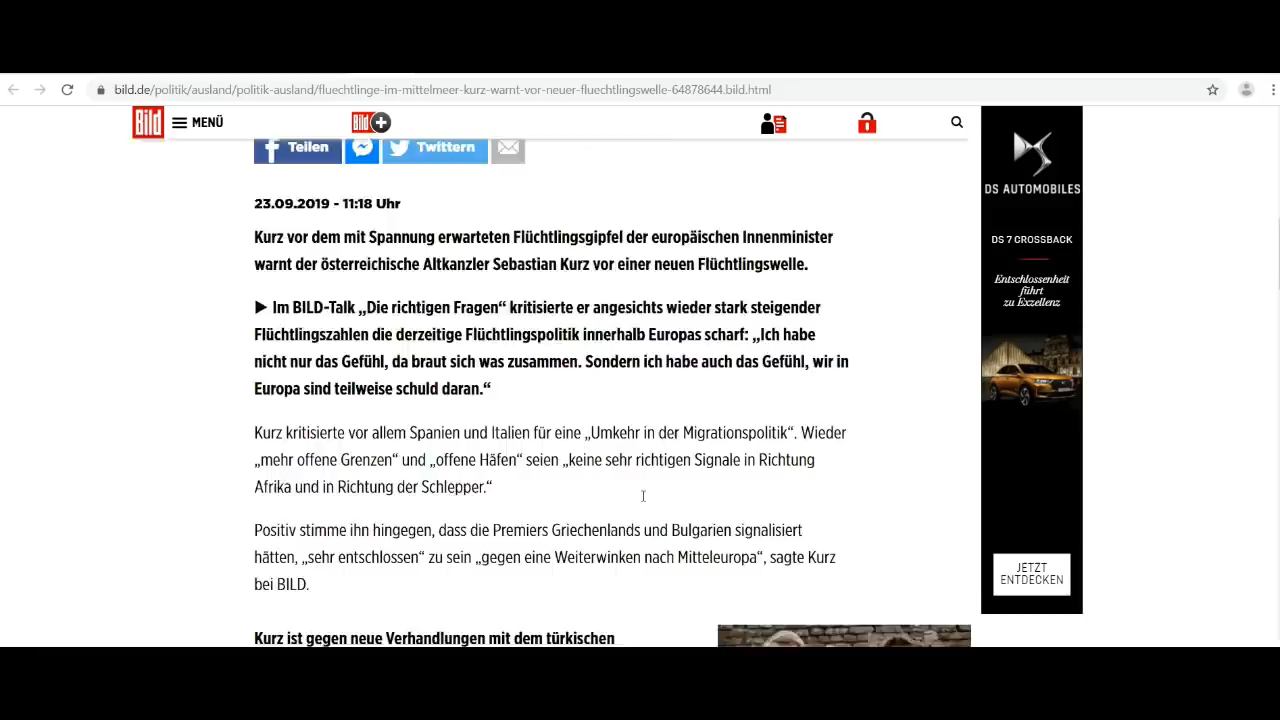 bild.de/politik/ausland/politik-ausland/fluechtlinge-im-mittelmeer-kurz-warnt-vor-neuer-fluechtlingswelle-64878644.bild.html
Bild MENÜ Bild
Teilen Twittern
23.09.2019 - 11:18 Uhr
Kurz vor dem mit Spannung erwarteten Flüchtlingsgipfel der europäischen Innenminister
warnt der österreichische Altkanzler Sebastian Kurz vor einer neuen Flüchtlingswelle.
▶ Im BILD-Talk „Die richtigen Fragen“ kritisierte er angesichts wieder stark steigender
Flüchtlingszahlen die derzeitige Flüchtlingspolitik innerhalb Europas scharf: „Ich habe
nicht nur das Gefühl, da braut sich was zusammen. Sondern ich habe auch das Gefühl, wir in
Europa sind teilweise schuld daran.“
Kurz kritisierte vor allem Spanien und Italien für eine „Umkehr in der Migrationspolitik“. Wieder
„mehr offene Grenzen“ und „offene Häfen“ seien „keine sehr richtigen Signale in Richtung
Afrika und in Richtung der Schlepper.“
Positiv stimme ihn hingegen, dass die Premiers Griechenlands und Bulgarien signalisiert
hätten, „sehr entschlossen“ zu sein „gegen eine Weiterwinken nach Mitteleuropa“, sagte Kurz
bei BILD.
Kurz ist gegen neue Verhandlungen mit dem türkischen
DS AUTOMOBILES
DS 7 CROSSBACK
Entschlossenheit
führt
zu Exzellenz
JETZT
ENTDECKEN